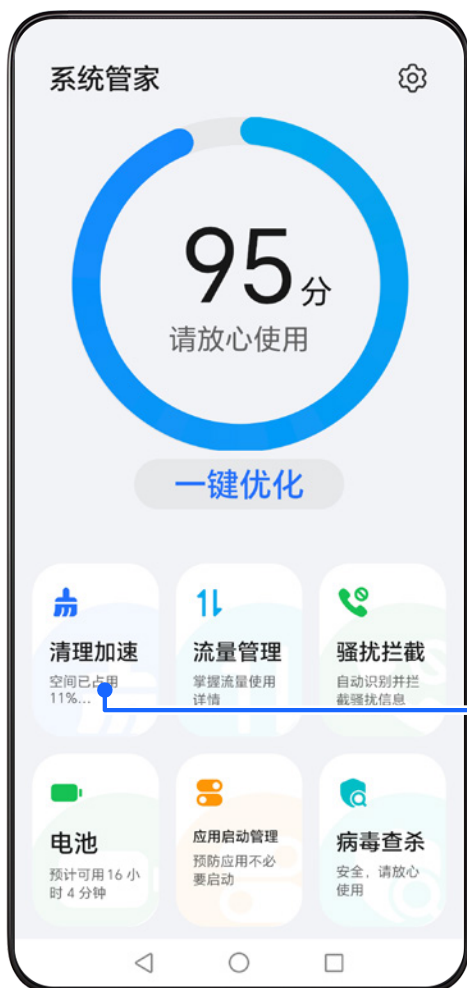 系统管家
95分
请放心使用
一键优化
清理加速
空间已占用
11%...
流量管理
掌握流量使用
详情
骚扰拦截
自动识别并拦
截骚扰信息
电池
预计可用 16 小
时 4 分钟
应用启动管理
预防应用不必
要启动
病毒查杀
安全，请放心
使用